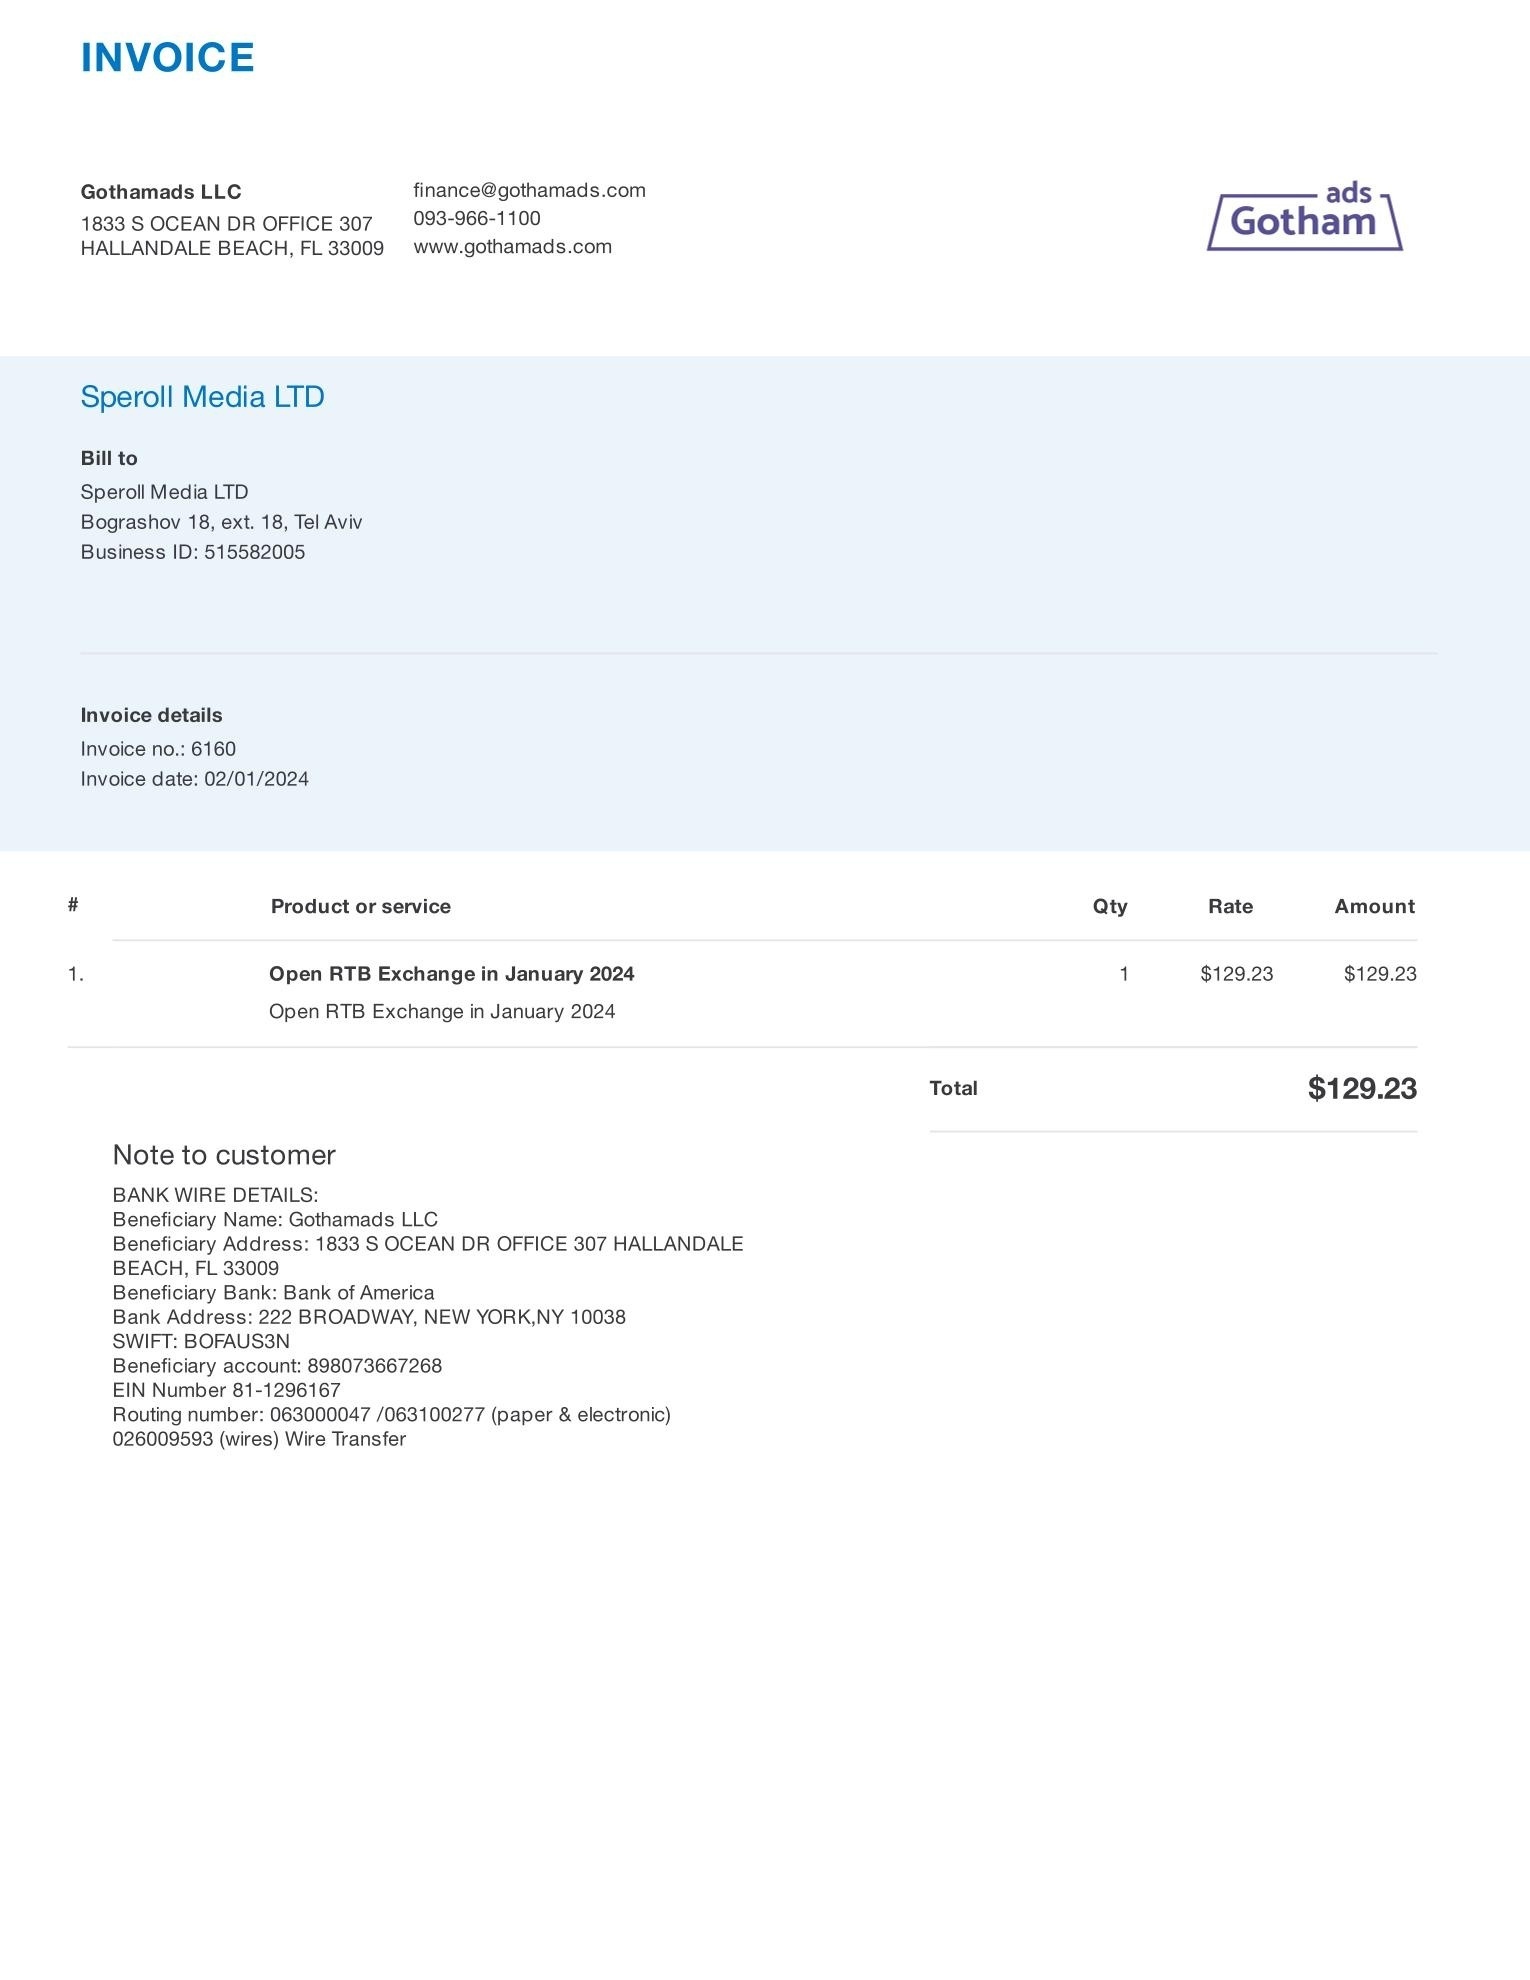 INVOICE
Gothamads LLC
1833 S OCEAN DR OFFICE 307
HALLANDALE BEACH, FL 33009
finance@gothamads.com
093-966-1100
www.gothamads.com
ads
Gotham
Speroll Media LTD
Bill to
Speroll Media LTD
Bograshov 18, ext. 18, Tel Aviv
Business ID: 515582005
Invoice details
Invoice no.: 6160
Invoice date: 02/01/2024
# Product or service Qty Rate Amount
1. Open RTB Exchange in January 2024 1 $129.23 $129.23
Open RTB Exchange in January 2024
Total $129.23
Note to customer
BANK WIRE DETAILS:
Beneficiary Name: Gothamads LLC
Beneficiary Address: 1833 S OCEAN DR OFFICE 307 HALLANDALE
BEACH, FL 33009
Beneficiary Bank: Bank of America
Bank Address: 222 BROADWAY, NEW YORK,NY 10038
SWIFT: BOFAUS3N
Beneficiary account: 898073667268
EIN Number 81-1296167
Routing number: 063000047 /063100277 (paper & electronic)
026009593 (wires) Wire Transfer